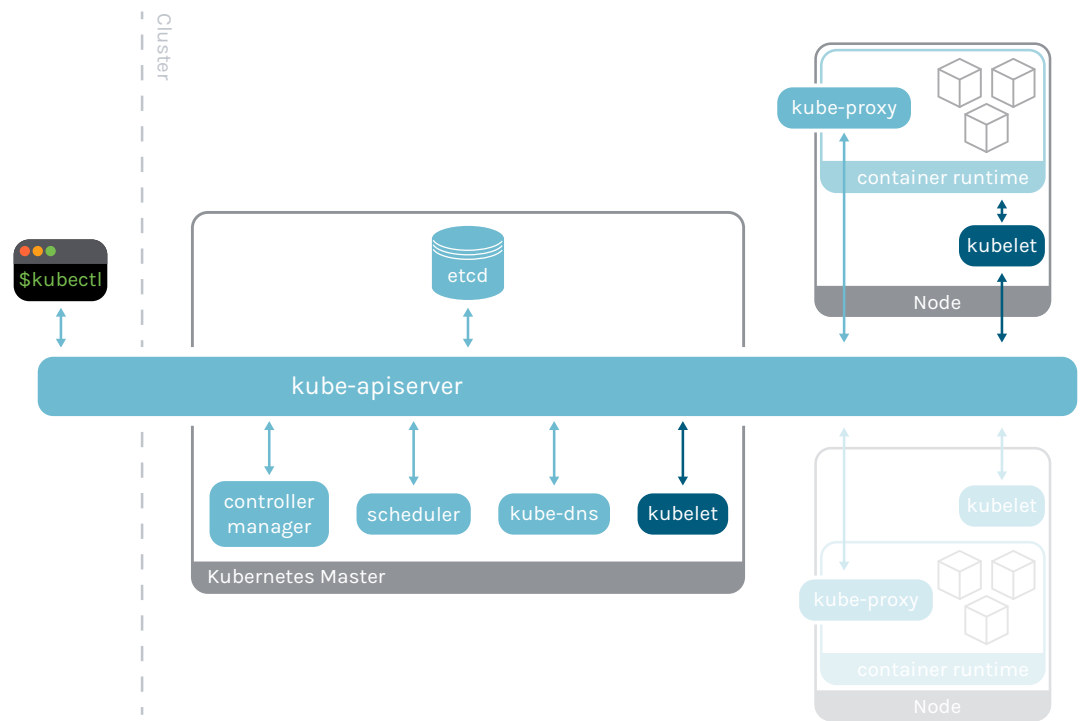 Cluster
kube-proxy
container runtime
kubelet
Node
$kubectl
etcd
kube-apiserver
controller
manager
scheduler
kube-dns
kubelet
Kubernetes Master
kubelet
kube-proxy
container runtime
Node